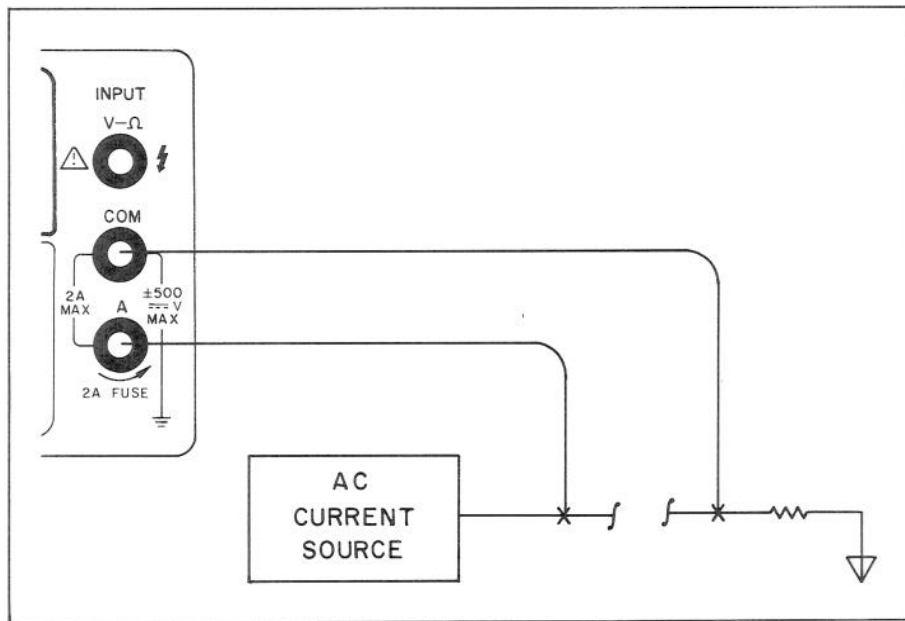 INPUT
V–Ω
COM
2A
MAX
±500
V
MAX
A
2A FUSE
AC
CURRENT
SOURCE